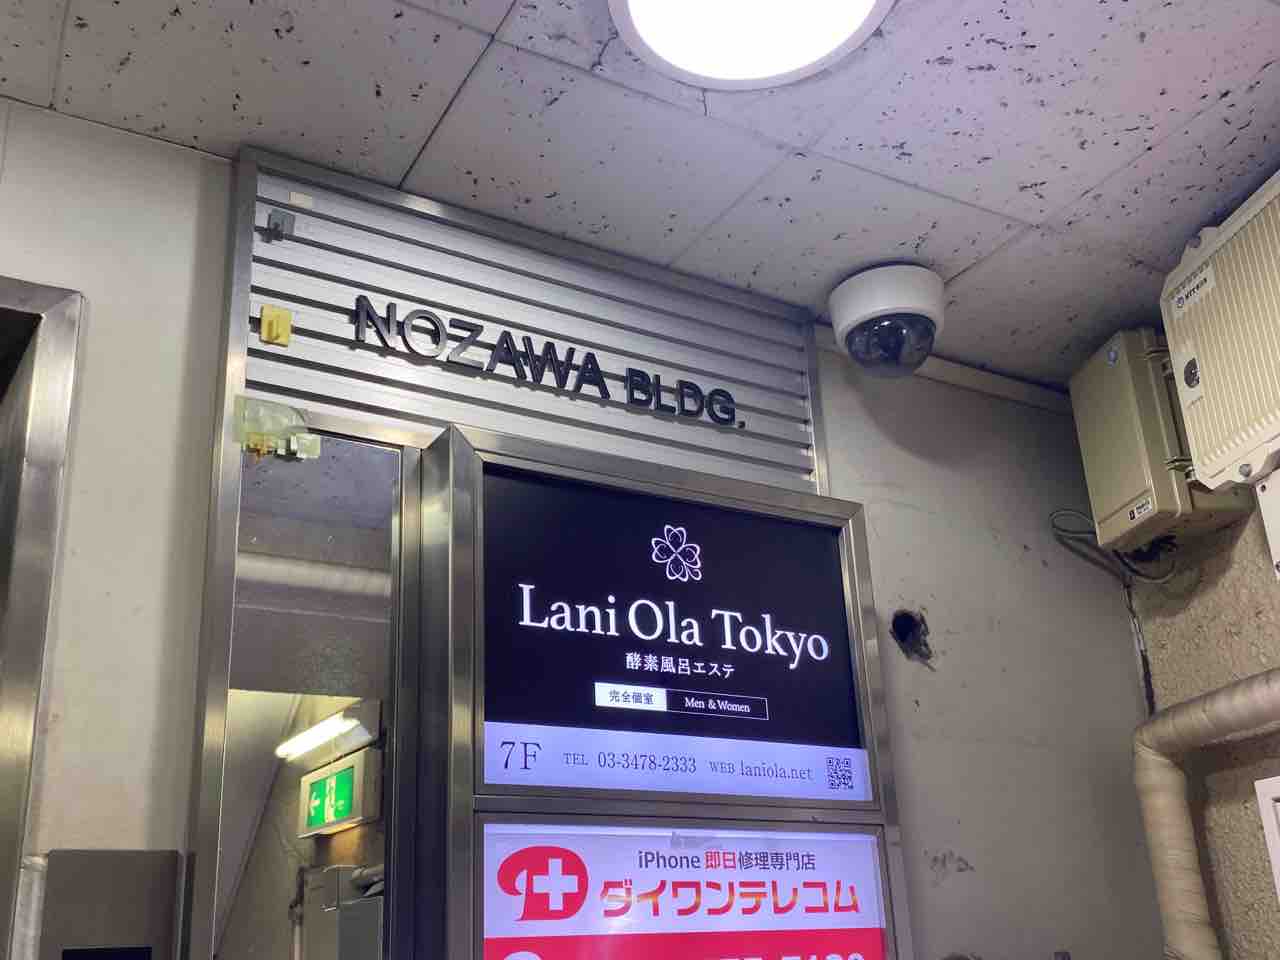 NOZAWA BLDG.
Lani Ola Tokyo
酵素風呂エステ
完全個室 Men & Women
7F TEL 03-3478-2333 WEB laniola.net
iPhone 即日修理専門店
ダイワンテレコム